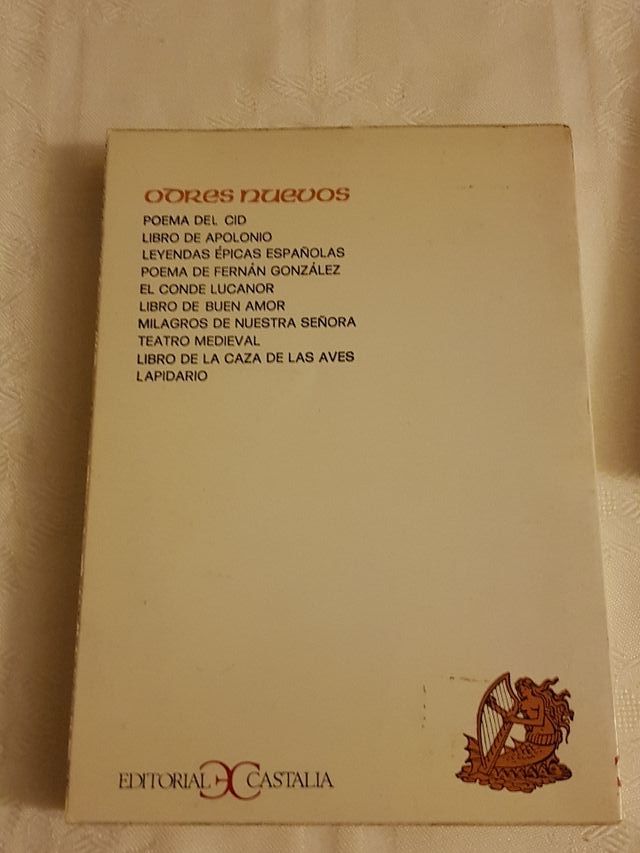 ODRES NUEVOS
POEMA DEL CID
LIBRO DE APOLONIO
LEYENDAS ÉPICAS ESPAÑOLAS
POEMA DE FERNÁN GONZÁLEZ
EL CONDE LUCANOR
LIBRO DE BUEN AMOR
MILAGROS DE NUESTRA SEÑORA
TEATRO MEDIEVAL
LIBRO DE LA CAZA DE LAS AVES
LAPIDARIO
EDITORIAL CASTALIA